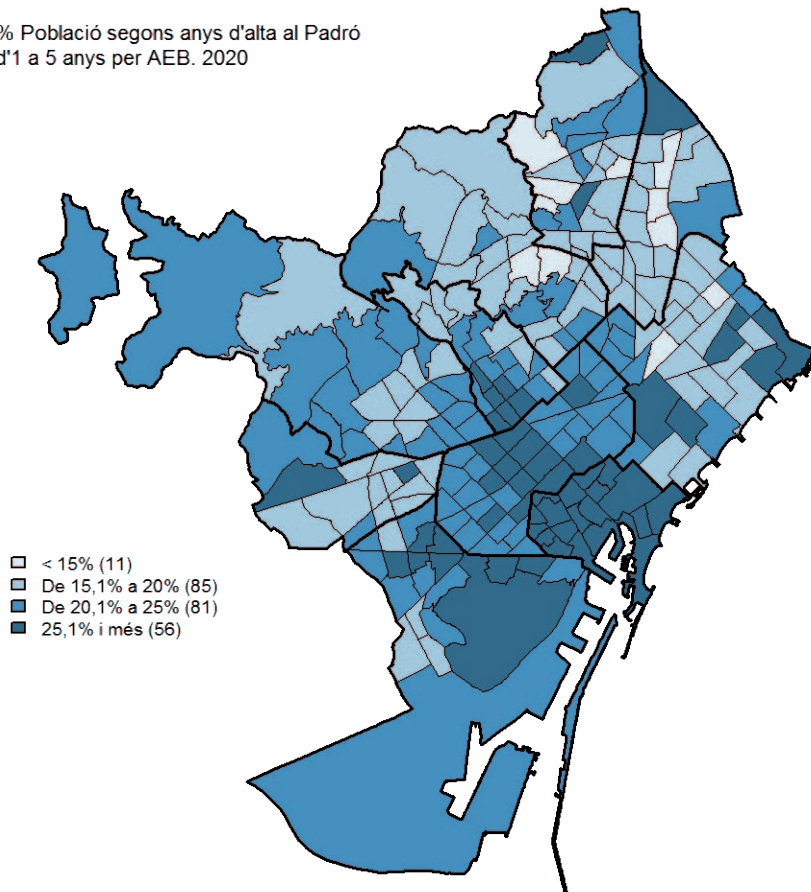 % Població segons anys d'alta al Padró
d'1 a 5 anys per AEB. 2020
< 15% (11)
De 15,1% a 20% (85)
De 20,1% a 25% (81)
25,1% i més (56)